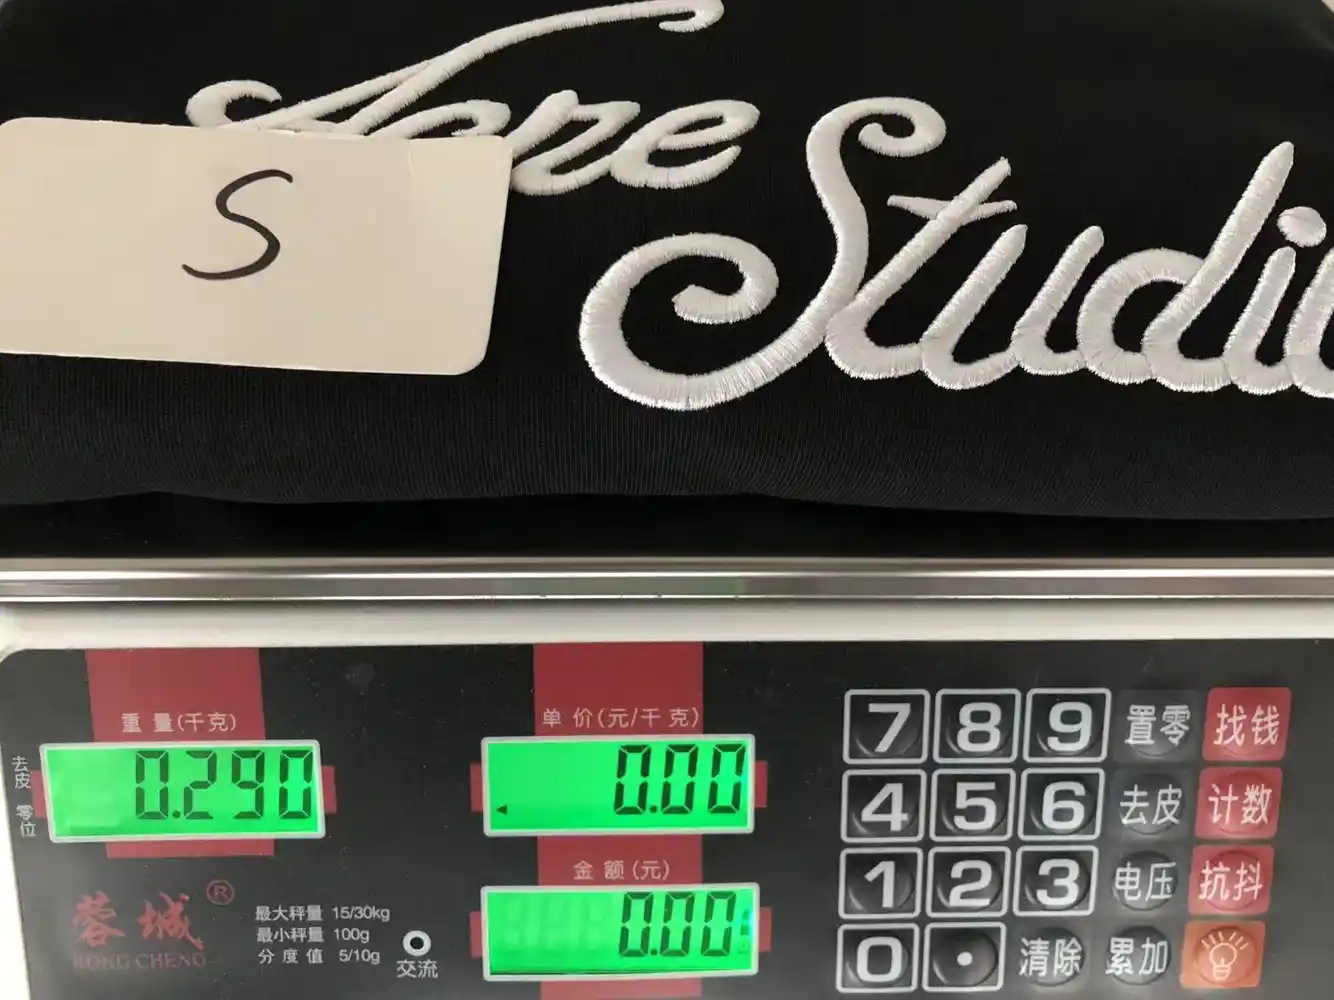 Acne Studio
S
重量(千克)
单价(元/千克)
去皮
零位
0.290
0.00
金额(元)
0.00
蓉城®
RONG CHENG
最大秤量 15/30kg
最小秤量 100g
分度值 5/10g
交流
7 8 9 置零 找钱
4 5 6 去皮 计数
1 2 3 电压 抗抖
0 . 清除 累加